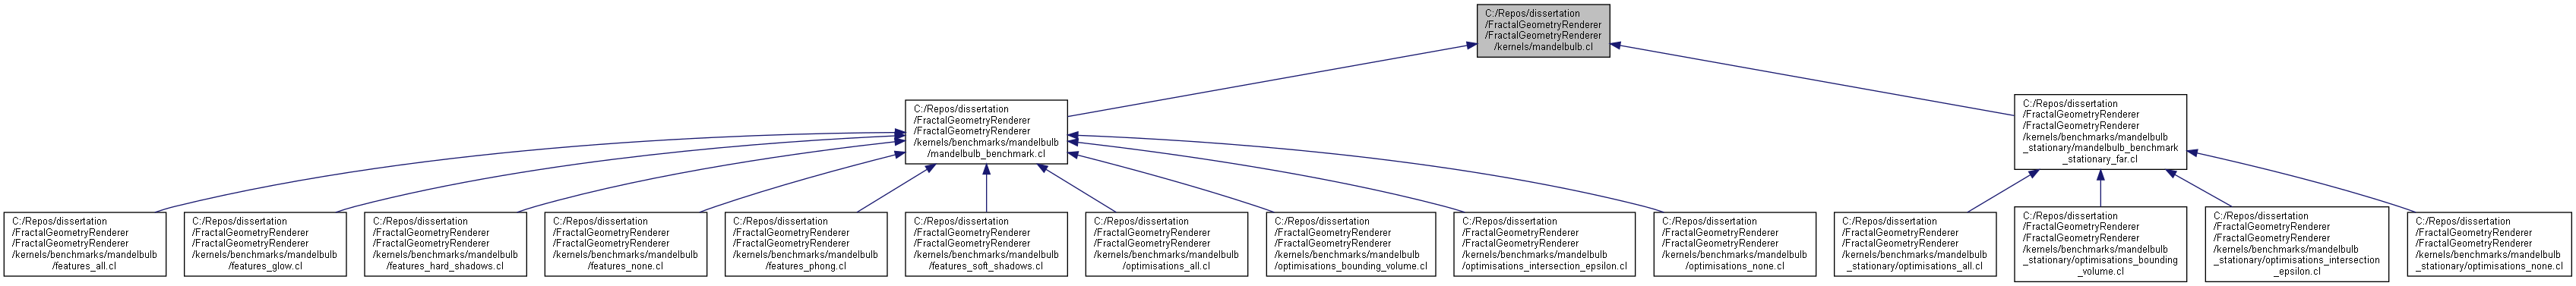 C:/Repos/dissertation
/FractalGeometryRenderer
/FractalGeometryRenderer
/kernels/mandelbulb.cl
C:/Repos/dissertation
/FractalGeometryRenderer
/FractalGeometryRenderer
/kernels/benchmarks/mandelbulb
/mandelbulb_benchmark.cl
C:/Repos/dissertation
/FractalGeometryRenderer
/FractalGeometryRenderer
/kernels/benchmarks/mandelbulb
_stationary/mandelbulb_benchmark
_stationary_far.cl
C:/Repos/dissertation
/FractalGeometryRenderer
/FractalGeometryRenderer
/kernels/benchmarks/mandelbulb
/features_all.cl
C:/Repos/dissertation
/FractalGeometryRenderer
/FractalGeometryRenderer
/kernels/benchmarks/mandelbulb
/features_glow.cl
C:/Repos/dissertation
/FractalGeometryRenderer
/FractalGeometryRenderer
/kernels/benchmarks/mandelbulb
/features_hard_shadows.cl
C:/Repos/dissertation
/FractalGeometryRenderer
/FractalGeometryRenderer
/kernels/benchmarks/mandelbulb
/features_none.cl
C:/Repos/dissertation
/FractalGeometryRenderer
/FractalGeometryRenderer
/kernels/benchmarks/mandelbulb
/features_phong.cl
C:/Repos/dissertation
/FractalGeometryRenderer
/FractalGeometryRenderer
/kernels/benchmarks/mandelbulb
/features_soft_shadows.cl
C:/Repos/dissertation
/FractalGeometryRenderer
/FractalGeometryRenderer
/kernels/benchmarks/mandelbulb
/optimisations_all.cl
C:/Repos/dissertation
/FractalGeometryRenderer
/FractalGeometryRenderer
/kernels/benchmarks/mandelbulb
/optimisations_bounding_volume.cl
C:/Repos/dissertation
/FractalGeometryRenderer
/FractalGeometryRenderer
/kernels/benchmarks/mandelbulb
/optimisations_intersection_epsilon.cl
C:/Repos/dissertation
/FractalGeometryRenderer
/FractalGeometryRenderer
/kernels/benchmarks/mandelbulb
/optimisations_none.cl
C:/Repos/dissertation
/FractalGeometryRenderer
/FractalGeometryRenderer
/kernels/benchmarks/mandelbulb
_stationary/optimisations_all.cl
C:/Repos/dissertation
/FractalGeometryRenderer
/FractalGeometryRenderer
/kernels/benchmarks/mandelbulb
_stationary/optimisations_bounding
_volume.cl
C:/Repos/dissertation
/FractalGeometryRenderer
/FractalGeometryRenderer
/kernels/benchmarks/mandelbulb
_stationary/optimisations_intersection
_epsilon.cl
C:/Repos/dissertation
/FractalGeometryRenderer
/FractalGeometryRenderer
/kernels/benchmarks/mandelbulb
_stationary/optimisations_none.cl